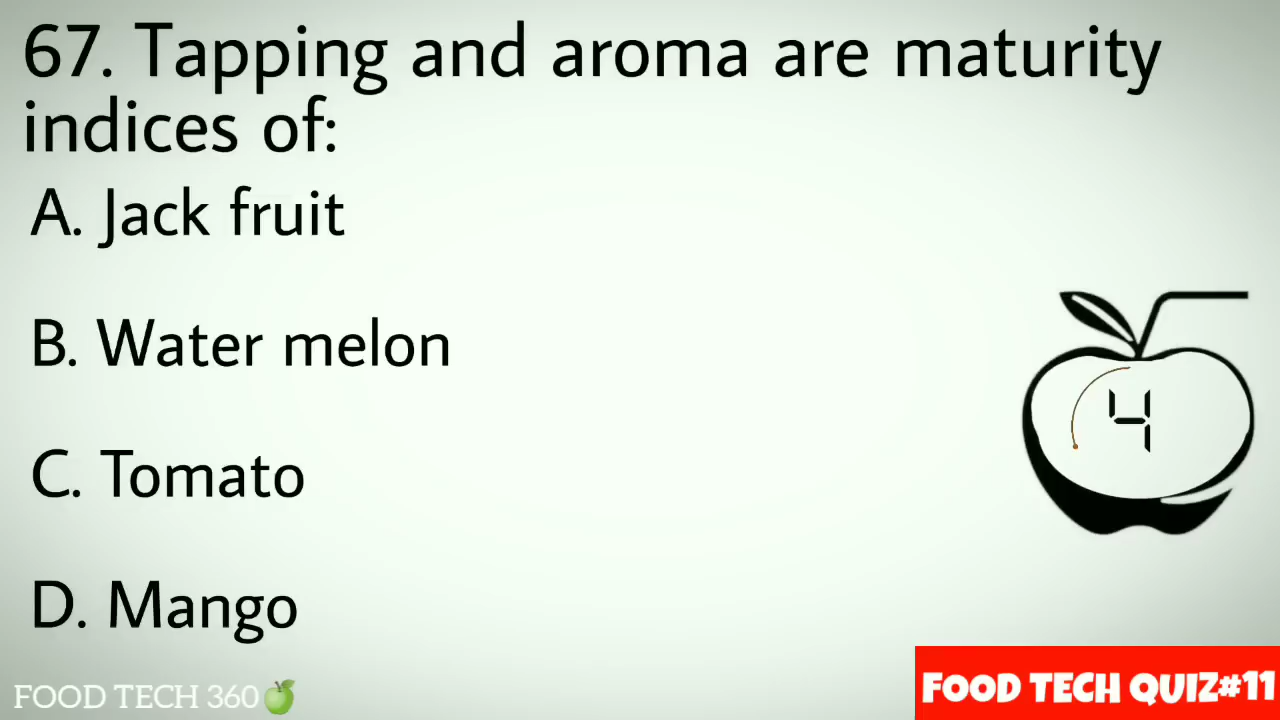 67. Tapping and aroma are maturity
indices of:
A. Jack fruit
B. Water melon
C. Tomato
D. Mango
4
FOOD TECH 360
FOOD TECH QUIZ#11